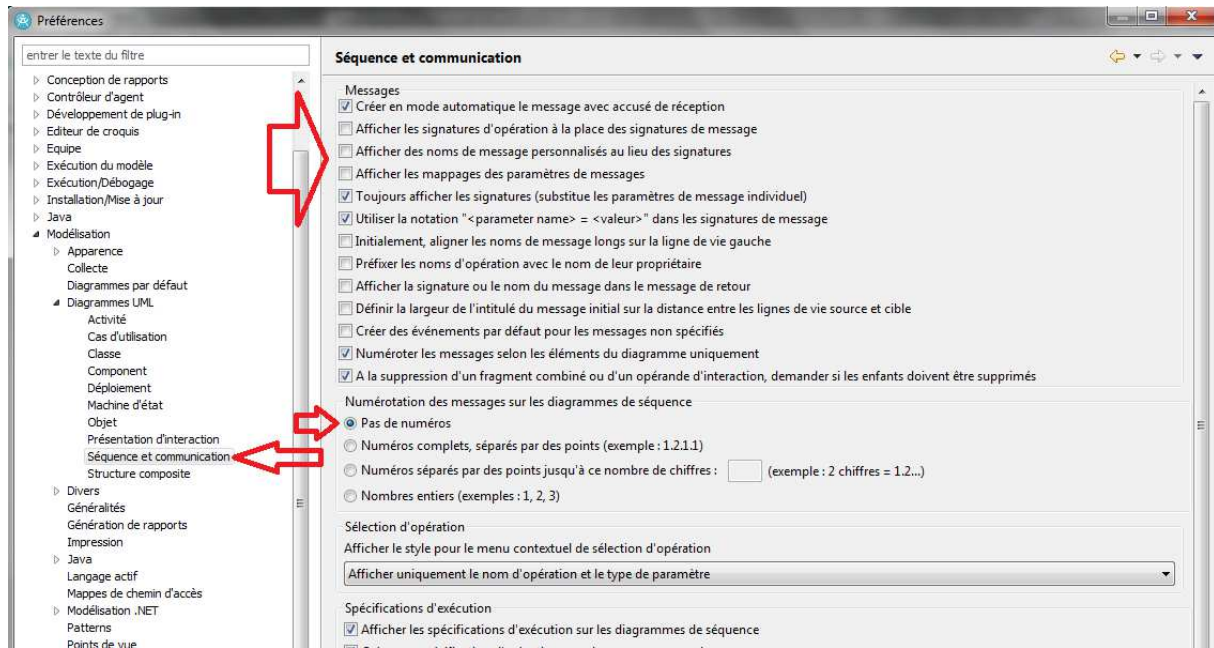 Préférences
entrer le texte du filtre
Conception de rapports
Contrôleur d'agent
Développement de plug-in
Editeur de croquis
Equipe
Exécution du modèle
Exécution/Débogage
Installation/Mise à jour
Java
Modélisation
Apparence
Collecte
Diagrammes par défaut
Diagrammes UML
Activité
Cas d'utilisation
Classe
Component
Déploiement
Machine d'état
Objet
Présentation d'interaction
Séquence et communication
Structure composite
Divers
Généralités
Génération de rapports
Impression
Java
Langage actif
Mappes de chemin d'accès
Modélisation .NET
Patterns
Points de vue
Séquence et communication
Messages
Créer en mode automatique le message avec accusé de réception
Afficher les signatures d'opération à la place des signatures de message
Afficher des noms de message personnalisés au lieu des signatures
Afficher les mappages des paramètres de messages
Toujours afficher les signatures (substitue les paramètres de message individuel)
Utiliser la notation "<parameter name> = <valeur>" dans les signatures de message
Initialement, aligner les noms de message longs sur la ligne de vie gauche
Préfixer les noms d'opération avec le nom de leur propriétaire
Afficher la signature ou le nom du message dans le message de retour
Définir la largeur de l'intitulé du message initial sur la distance entre les lignes de vie source et cible
Créer des événements par défaut pour les messages non spécifiés
Numéroter les messages selon les éléments du diagramme uniquement
A la suppression d'un fragment combiné ou d'un opérande d'interaction, demander si les enfants doivent être supprimés
Numérotation des messages sur les diagrammes de séquence
Pas de numéros
Numéros complets, séparés par des points (exemple : 1.2.1.1)
Numéros séparés par des points jusqu'à ce nombre de chiffres : (exemple : 2 chiffres = 1.2...)
Nombres entiers (exemples : 1, 2, 3)
Sélection d'opération
Afficher le style pour le menu contextuel de sélection d'opération
Afficher uniquement le nom d'opération et le type de paramètre
Spécifications d'exécution
Afficher les spécifications d'exécution sur les diagrammes de séquence